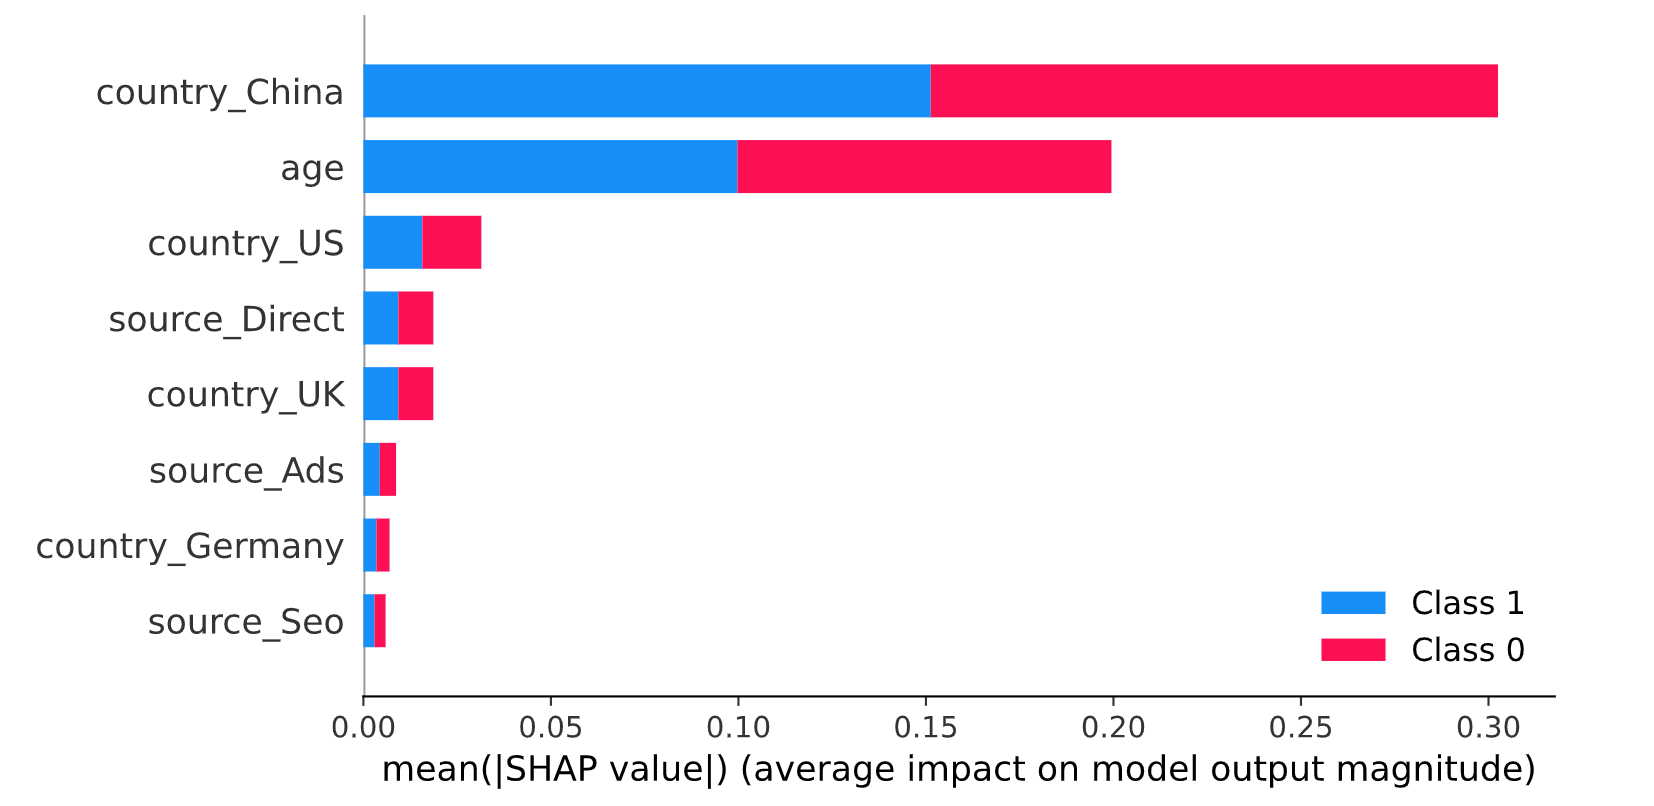 country_China
age
country_US
source_Direct
country_UK
source_Ads
country_Germany
source_Seo
Class 1
Class 0
0.00 0.05 0.10 0.15 0.20 0.25 0.30
mean(|SHAP value|) (average impact on model output magnitude)